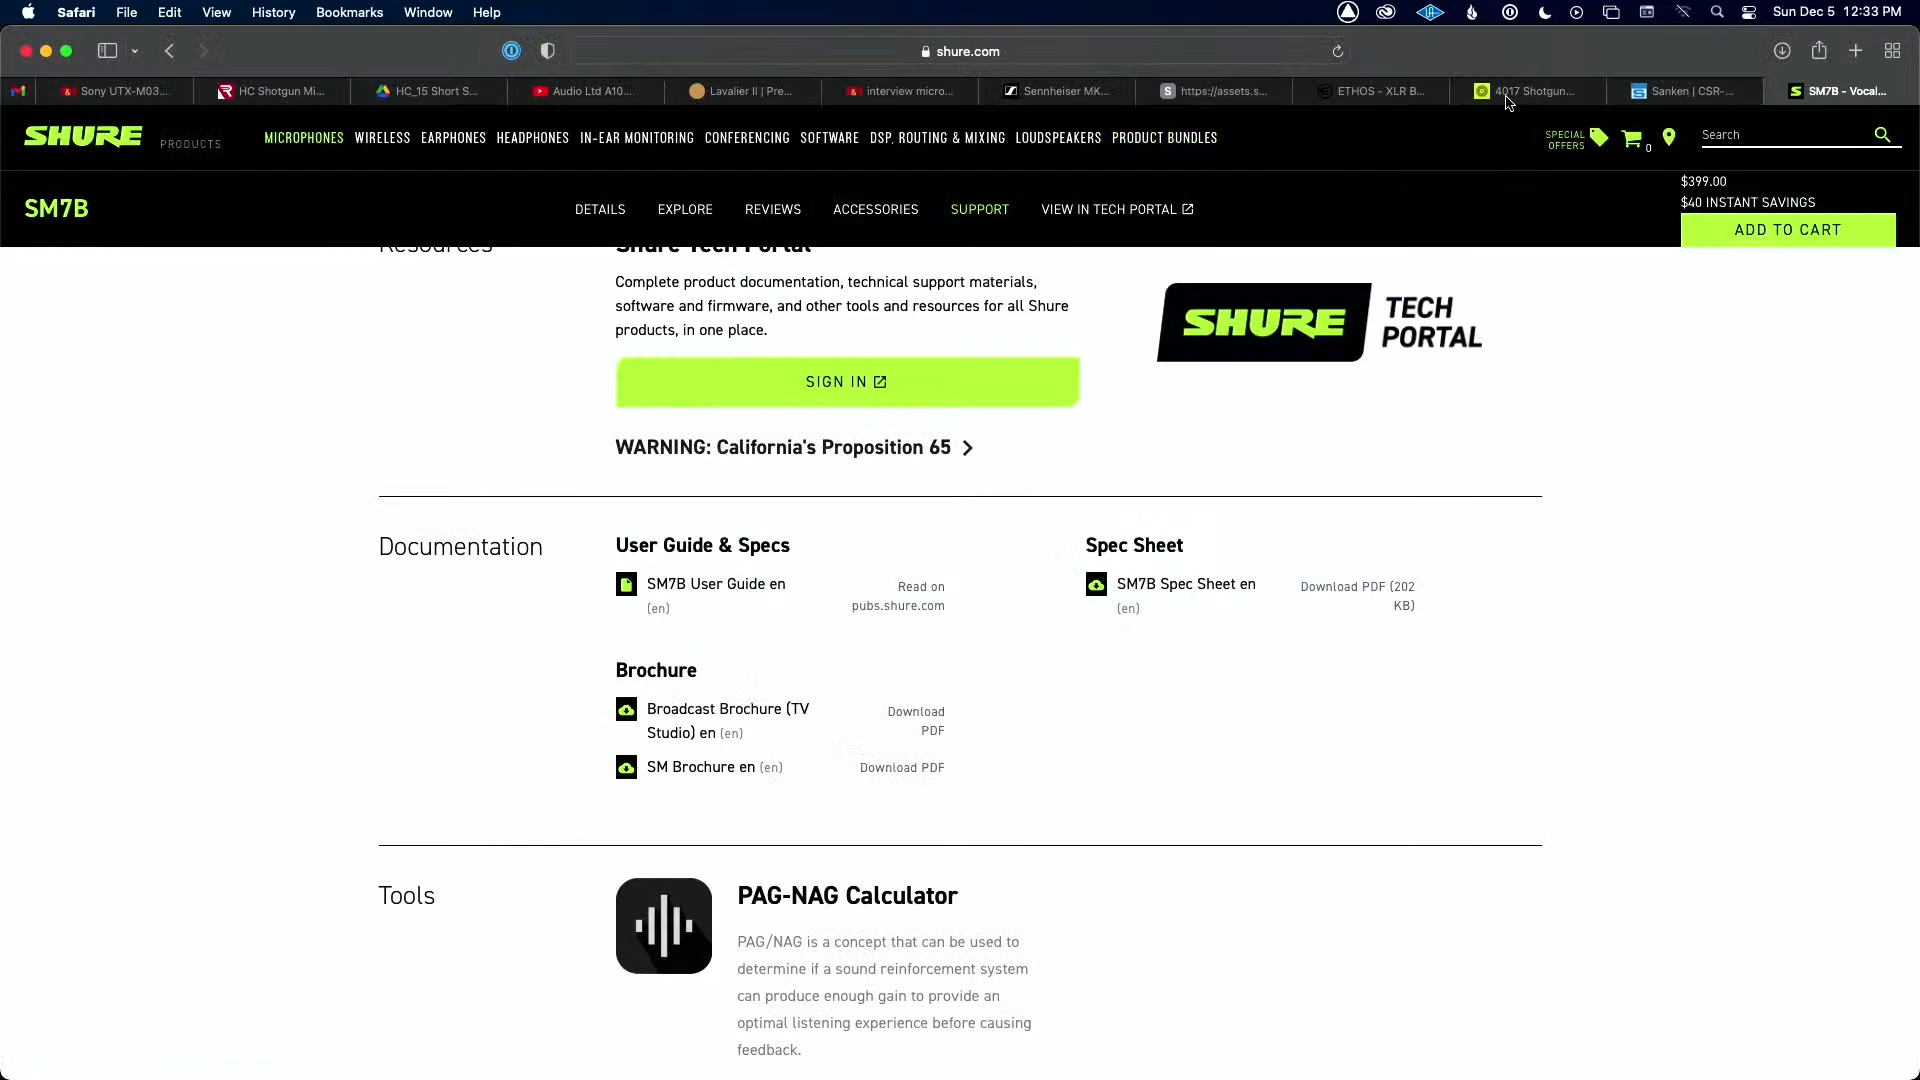 Safari File Edit View History Bookmarks Window Help Sun Dec 5 12:33 PM
shure.com
Sony UTX-M03... HC Shotgun Mi... HC_15 Short S... Audio Ltd A10... Lavalier II | Pre... interview micro... Sennheiser MK... https://assets.s... ETHOS - XLR B... 4017 Shotgun... Sanken | CSR-... SM7B - Vocal...
SHURE PRODUCTS MICROPHONES WIRELESS EARPHONES HEADPHONES IN-EAR MONITORING CONFERENCING SOFTWARE DSP, ROUTING & MIXING LOUDSPEAKERS PRODUCT BUNDLES SPECIAL OFFERS 0 Search
$399.00
$40 INSTANT SAVINGS
SM7B DETAILS EXPLORE REVIEWS ACCESSORIES SUPPORT VIEW IN TECH PORTAL
ADD TO CART
Resources
Shure Tech Portal
Complete product documentation, technical support materials,
software and firmware, and other tools and resources for all Shure
products, in one place.
SHURE TECH
PORTAL
SIGN IN
WARNING: California's Proposition 65
Documentation
User Guide & Specs
SM7B User Guide en
(en)
Read on
pubs.shure.com
Spec Sheet
SM7B Spec Sheet en
(en)
Download PDF (202
KB)
Brochure
Broadcast Brochure (TV
Studio) en (en)
Download
PDF
SM Brochure en (en)
Download PDF
Tools
PAG-NAG Calculator
PAG/NAG is a concept that can be used to
determine if a sound reinforcement system
can produce enough gain to provide an
optimal listening experience before causing
feedback.